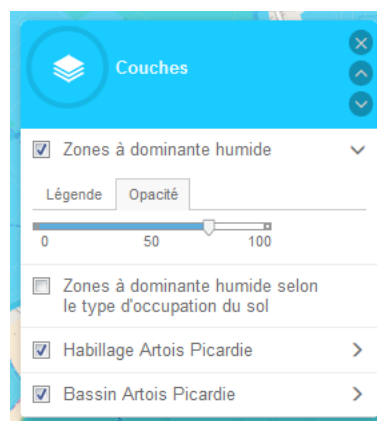 Couches
Zones à dominante humide
Légende Opacité
0 50 100
Zones à dominante humide selon
le type d'occupation du sol
Habillage Artois Picardie
Bassin Artois Picardie